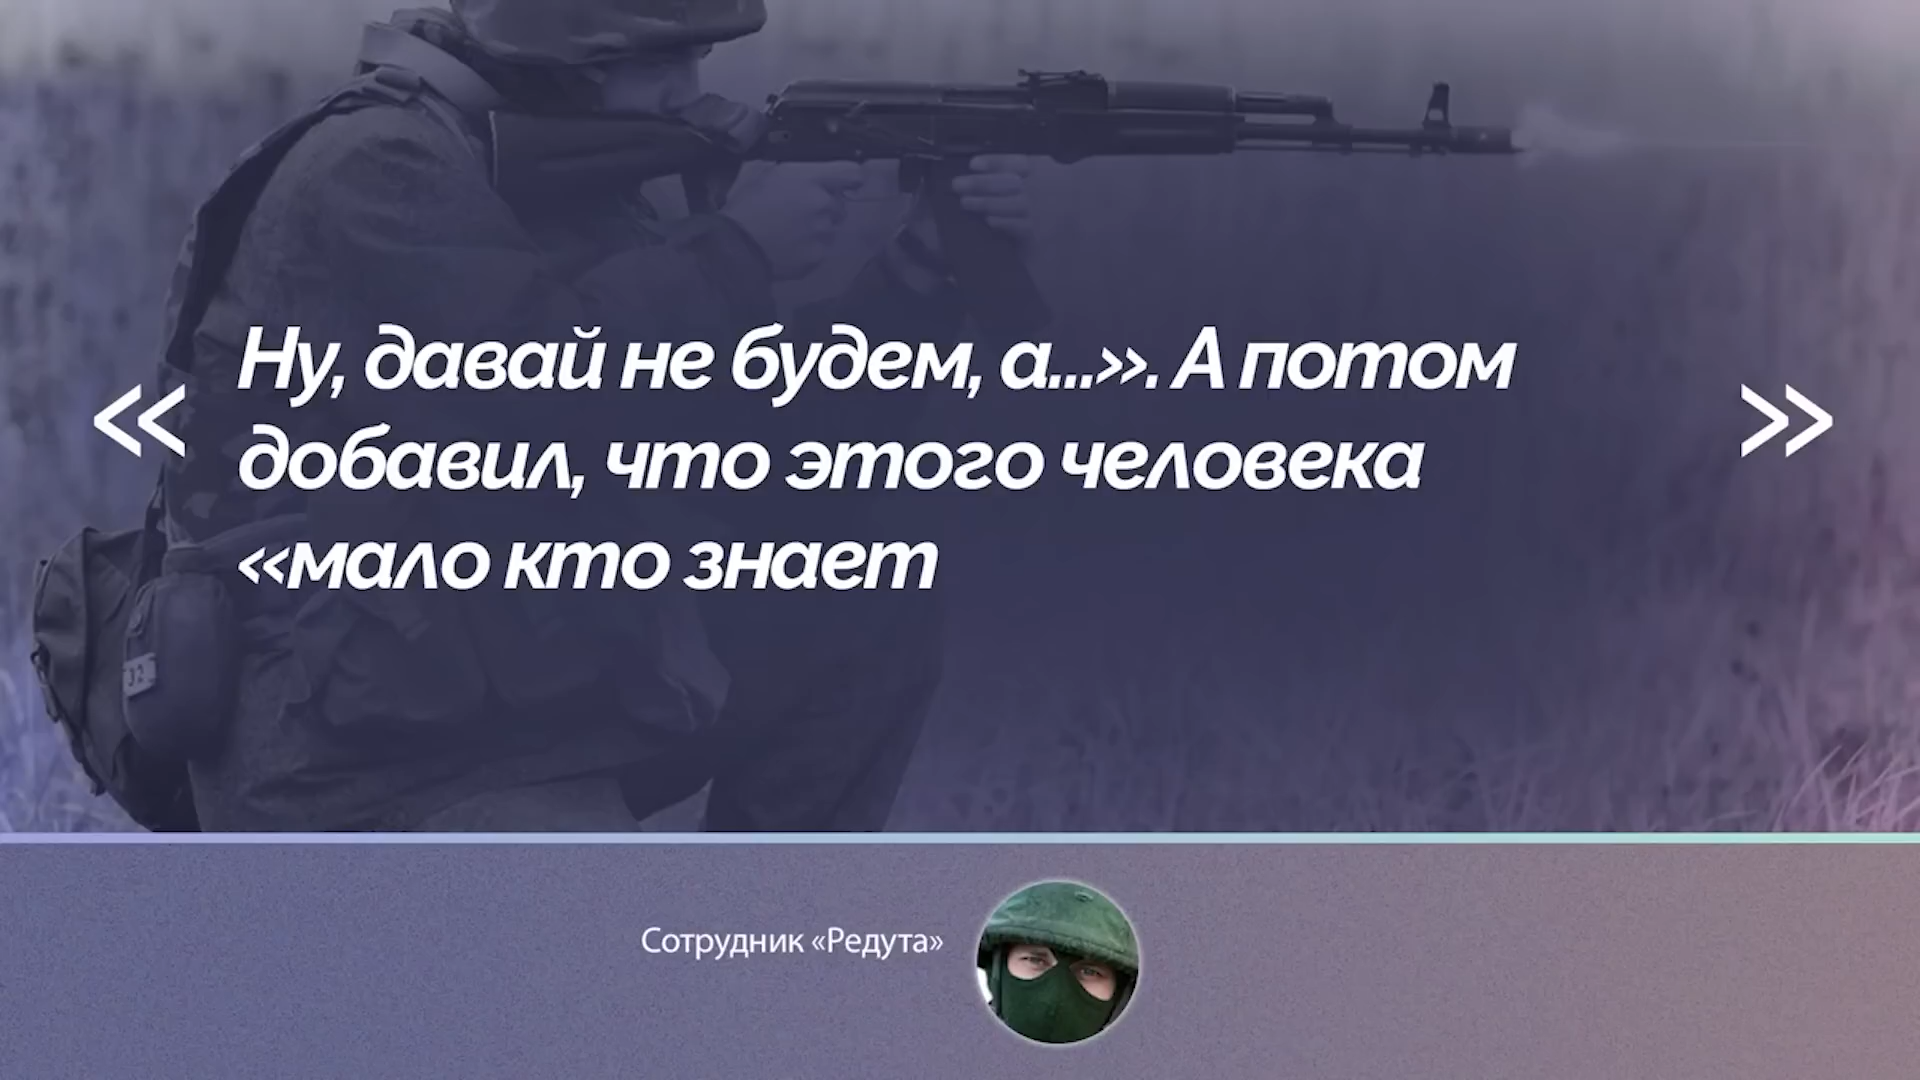 « Ну, давай не будем, а...». А потом »
добавил, что этого человека
«мало кто знает
Сотрудник «Редута»